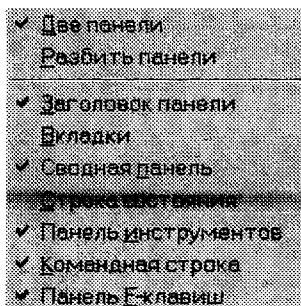 Две панели
Разбить панели
Заголовок панели
Вкладки
Сводная панель
Строка состояния
Панель инструментов
Командная строка
Панель F-клавиш